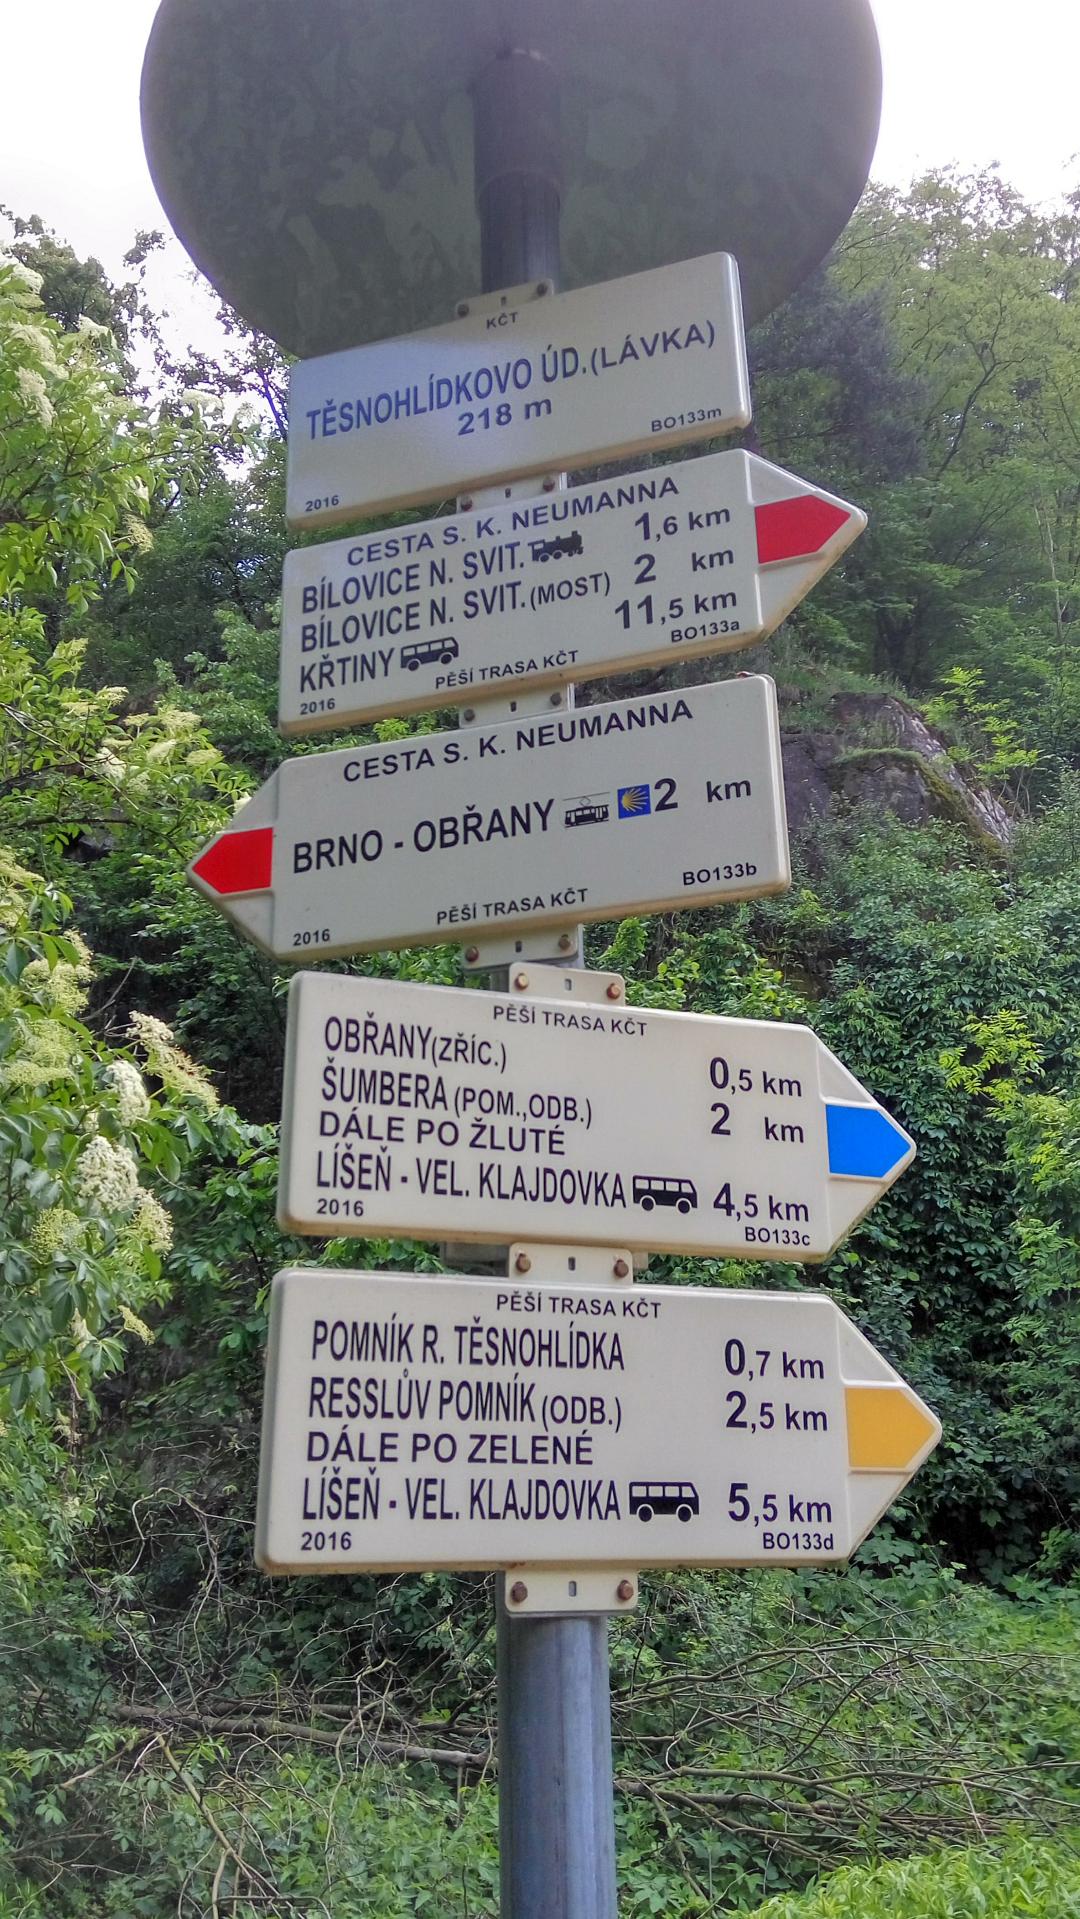 KČT
TĚSNOHLÍDKOVO ÚD.(LÁVKA)
218 m
BO133m
2016
CESTA S. K. NEUMANNA
BÍLOVICE N. SVIT. 1,6 km
BÍLOVICE N. SVIT.(MOST) 2 km
KŘTINY 11,5 km
BO133a
PĚŠÍ TRASA KČT
2016
CESTA S. K. NEUMANNA
BRNO - OBŘANY 2 km
BO133b
PĚŠÍ TRASA KČT
2016
PĚŠÍ TRASA KČT
OBŘANY(ZŘÍC.) 0,5 km
ŠUMBERA (POM.,ODB.) 2 km
DÁLE PO ŽLUTÉ
LÍŠEŇ - VEL. KLAJDOVKA 4,5 km
2016 BO133c
PĚŠÍ TRASA KČT
POMNÍK R. TĚSNOHLÍDKA 0,7 km
RESSLŮV POMNÍK (ODB.) 2,5 km
DÁLE PO ZELENÉ
LÍŠEŇ - VEL. KLAJDOVKA 5,5 km
2016 BO133d